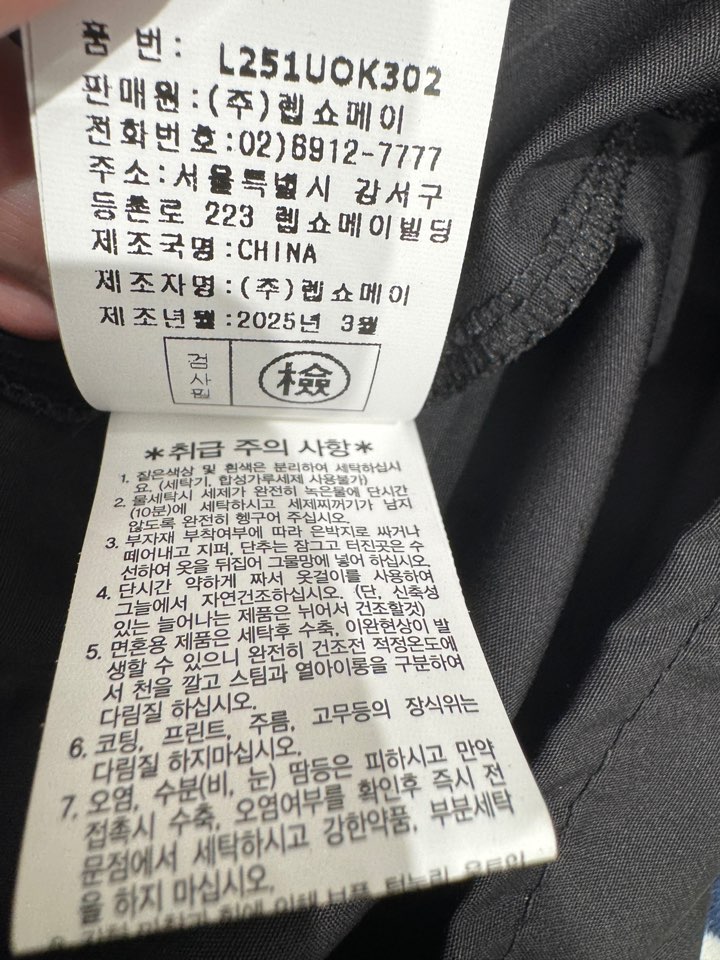 품 번: L251UOK302
판매원:(주)렙쇼메이
전화번호:02)6912-7777
주소:서울특별시 강서구
등촌로 223 렙쇼메이빌딩
제조국명:CHINA
제조자명:(주)렙쇼메이
제조년월:2025년 3월
검사필 檢
*취급 주의 사항*
1. 짙은색상 및 흰색은 분리하여 세탁하십시
요. (세탁기, 합성가루세제 사용불가)
2. 물세탁시 세제가 완전히 녹은물에 단시간
(10분)에 세탁하시고 세제찌꺼기가 남지
않도록 완전히 헹구어 주십시오.
3. 부자재 부착여부에 따라 은박지로 싸거나
떼어내고 지퍼, 단추는 잠그고 터진곳은 수
선하여 옷을 뒤집어 그물망에 넣어 하십시오.
4. 단시간 약하게 짜서 옷걸이를 사용하여
그늘에서 자연건조하십시오. (단, 신축성
있는 늘어나는 제품은 뉘어서 건조할것)
5. 면혼용 제품은 세탁후 수축, 이완현상이 발
생할 수 있으니 완전히 건조전 적정온도에
서 천을 깔고 스팀과 열아이롱을 구분하여
다림질 하십시오.
6. 코팅, 프린트, 주름, 고무등의 장식위는
다림질 하지마십시오.
7. 오염, 수분(비, 눈) 땀등은 피하시고 만약
접촉시 수축, 오염여부를 확인후 즉시 전
문점에서 세탁하시고 강한약품, 부분세탁
을 하지 마십시오.